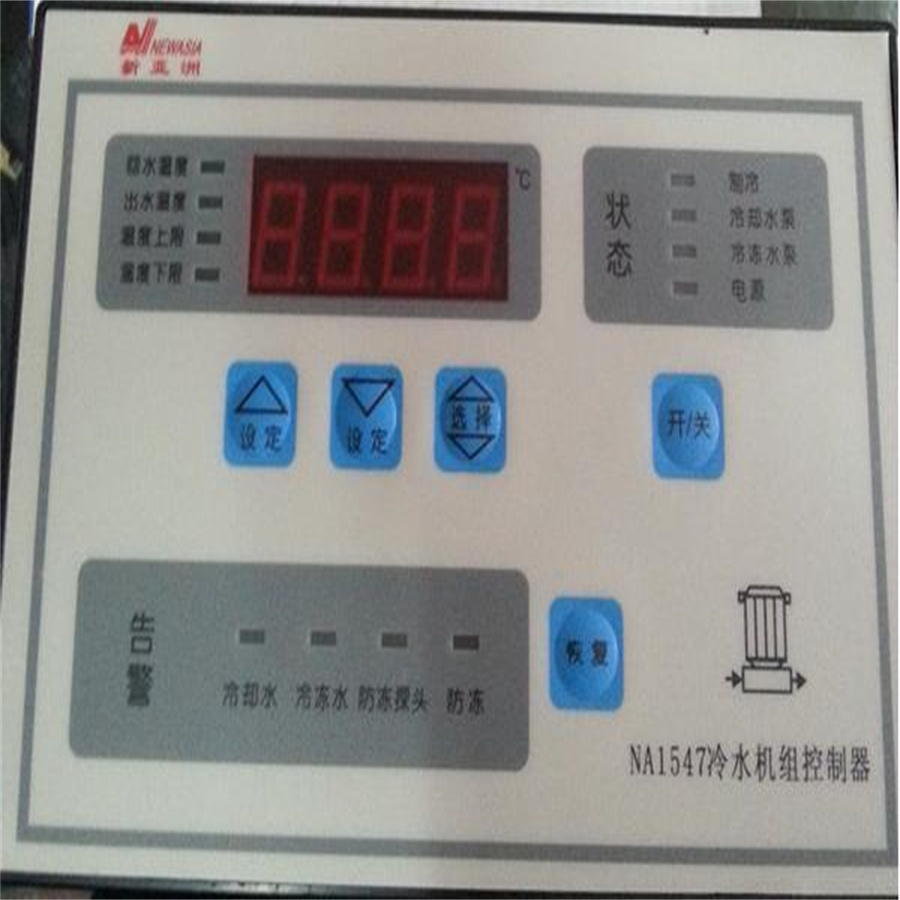 NEWASIA
新亚洲
回水温度
出水温度
温度上限
温度下限
8888
℃
状态
制冷
冷却水泵
冷冻水泵
电源
设定
设定
选择
开/关
告警
冷却水
冷冻水
防冻探头
防冻
恢复
NA1547冷水机组控制器